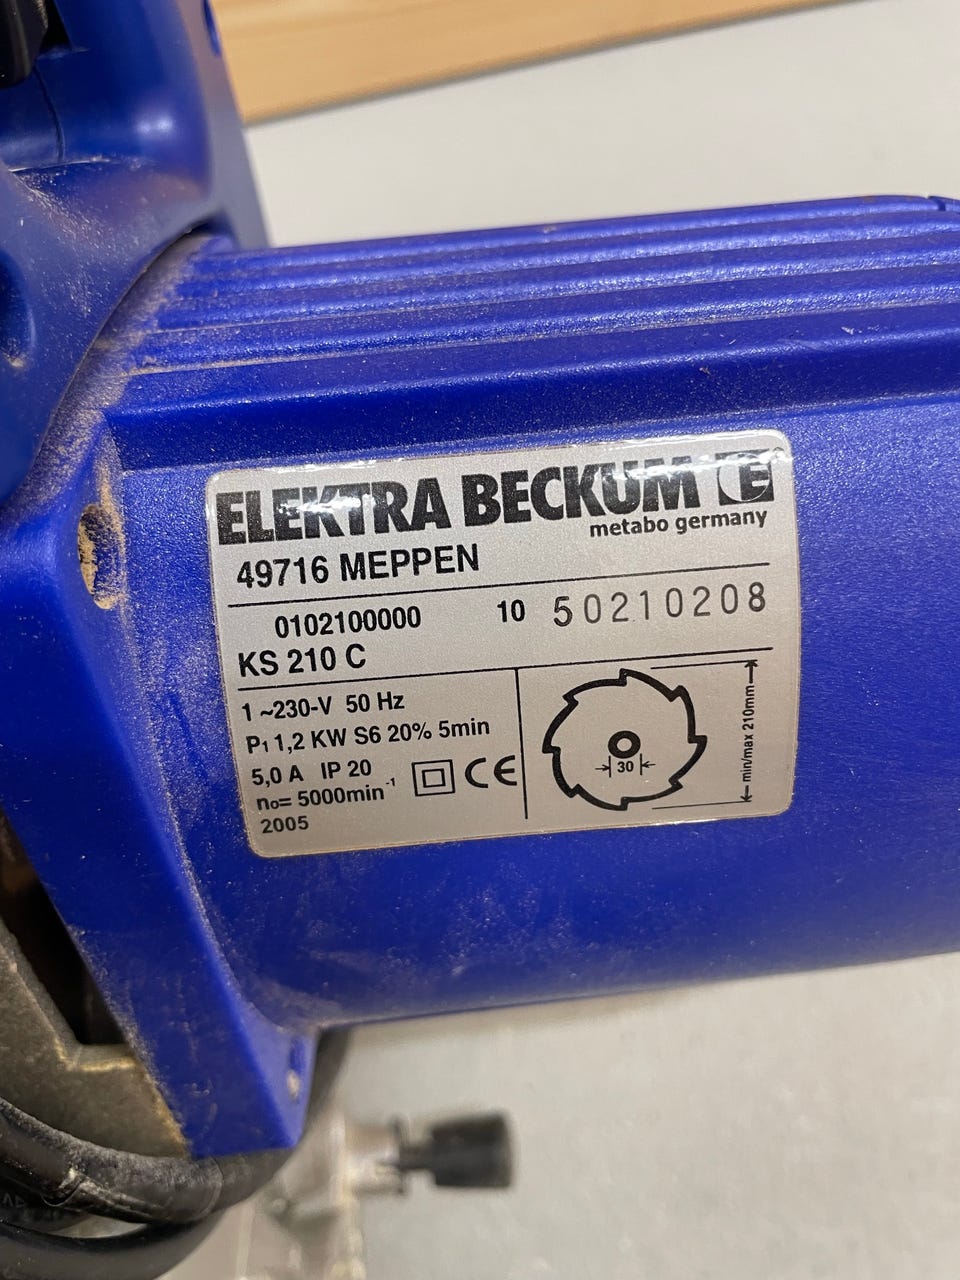 ELEKTRA BECKUM
metabo germany
49716 MEPPEN
0102100000 10 50210208
KS 210 C
1 ~230-V 50 Hz
P₁ 1,2 KW S6 20% 5min
5,0 A IP 20
n₀= 5000min⁻¹
2005
CE
30
min/max 210mm